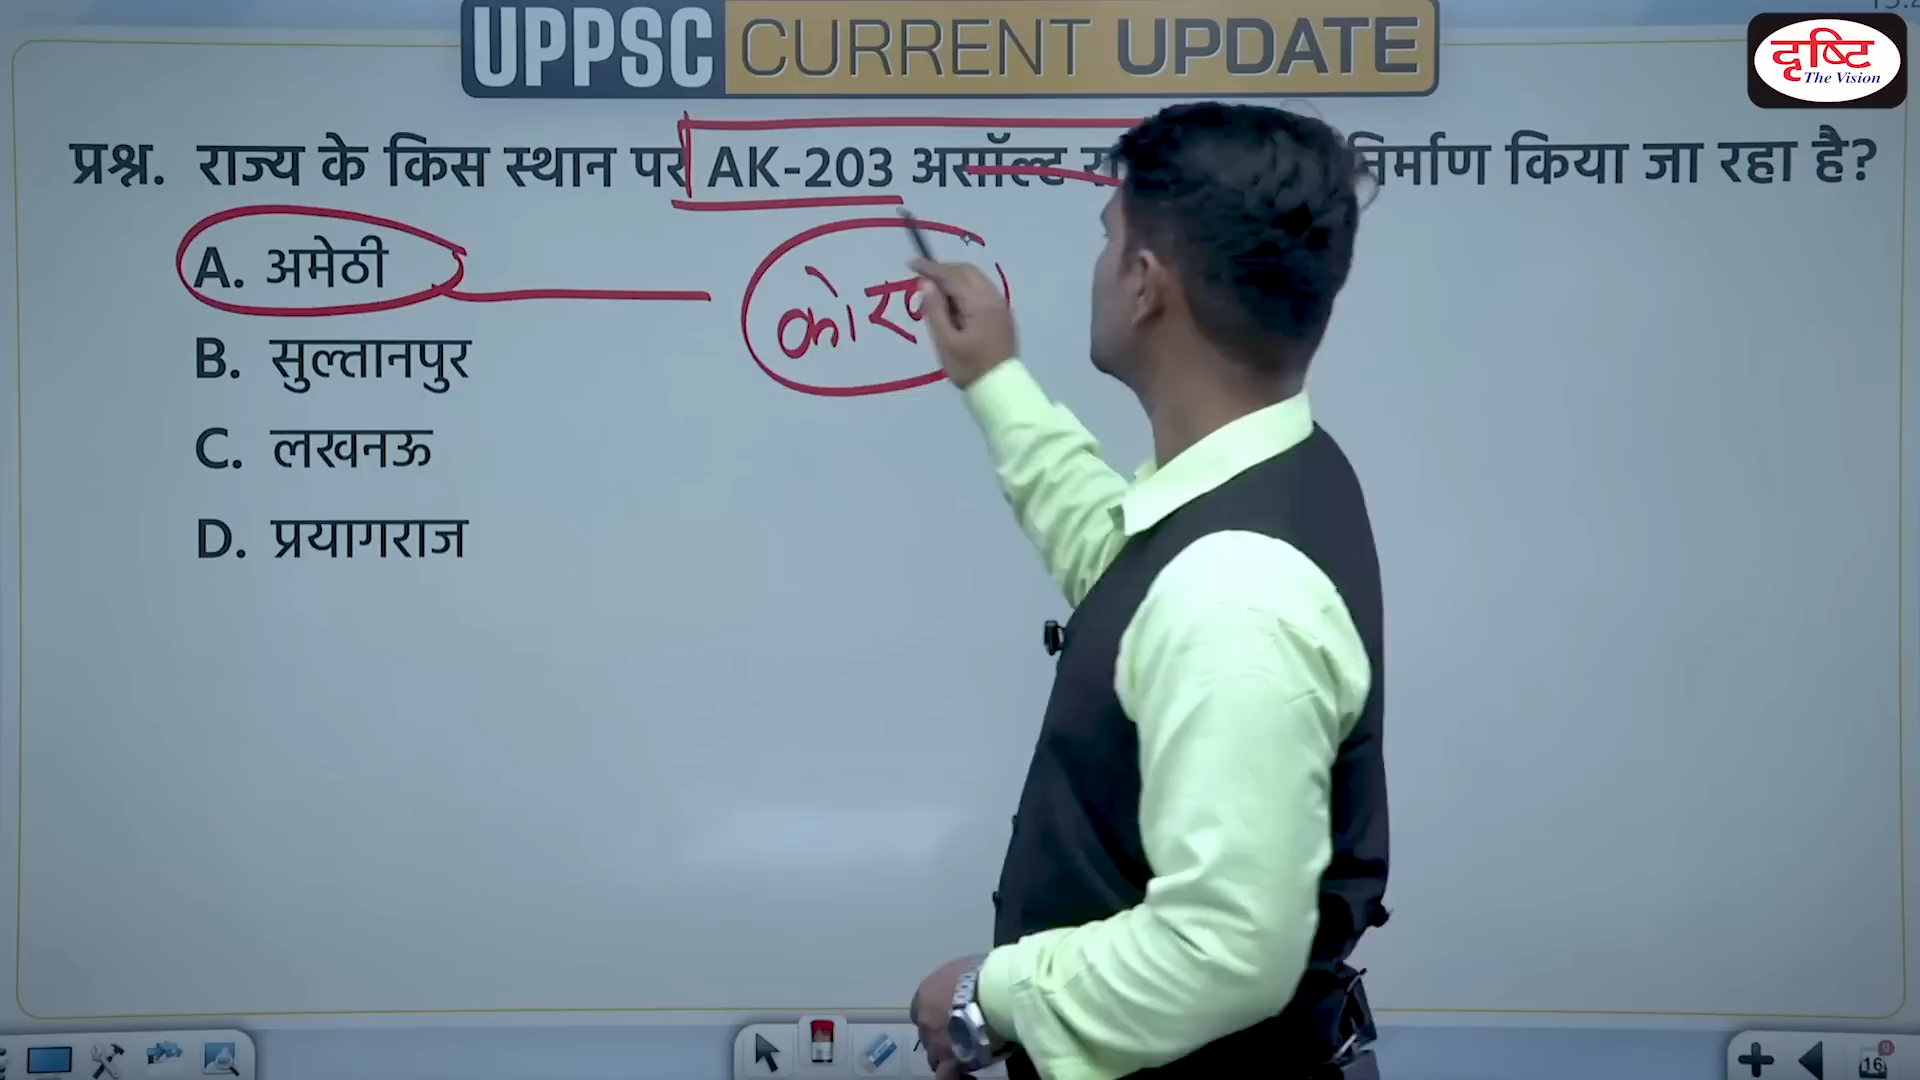 UPPSC CURRENT UPDATE
दृष्टि
The Vision
प्रश्न. राज्य के किस स्थान पर AK-203 असॉल्ट निर्माण किया जा रहा है?
A. अमेठी
B. सुल्तानपुर
C. लखनऊ
D. प्रयागराज
16